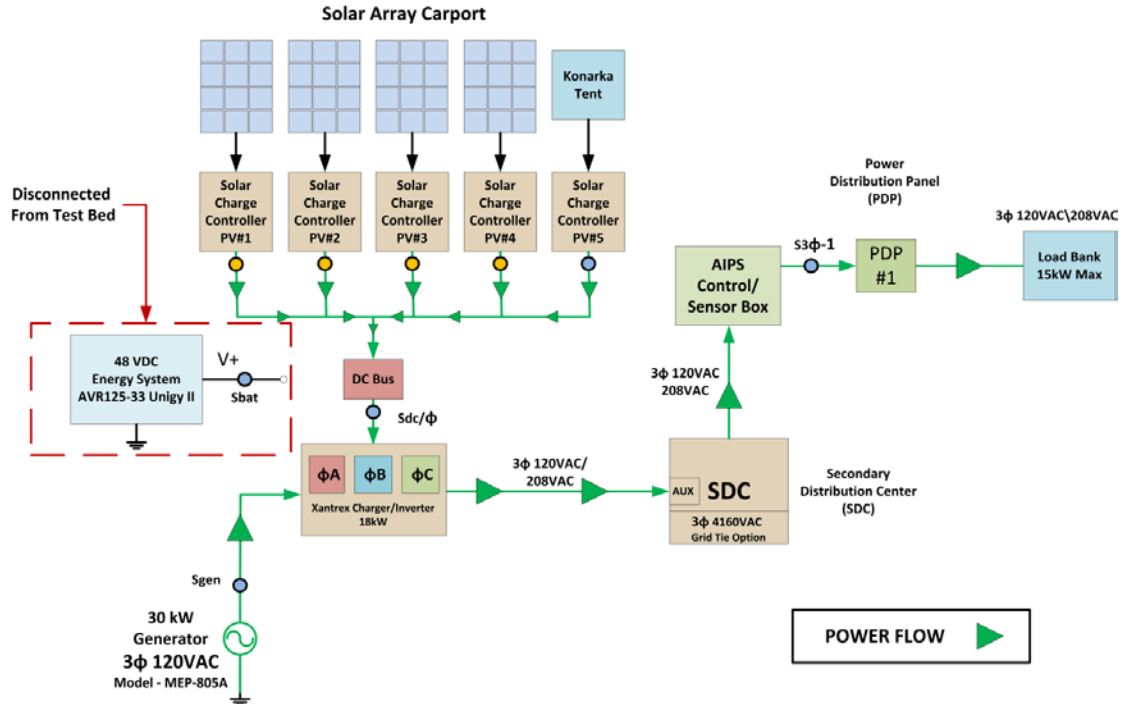 Solar Array Carport
Konarka
Tent
Solar
Charge
Controller
PV#1
Solar
Charge
Controller
PV#2
Solar
Charge
Controller
PV#3
Solar
Charge
Controller
PV#4
Solar
Charge
Controller
PV#5
Disconnected
From Test Bed
48 VDC
Energy System
AVR125-33 Unigy II
V+
Sbat
DC Bus
Sdc/ϕ
ϕA
ϕB
ϕC
Xantrex Charger/Inverter
18kW
Sgen
30 kW
Generator
3ϕ 120VAC
Model - MEP-805A
3ϕ 120VAC/
208VAC
AUX
SDC
3ϕ 4160VAC
Grid Tie Option
Secondary
Distribution Center
(SDC)
3ϕ 120VAC
208VAC
AIPS
Control/
Sensor Box
S3ϕ-1
Power
Distribution Panel
(PDP)
PDP
#1
3ϕ 120VAC\208VAC
Load Bank
15kW Max
POWER FLOW